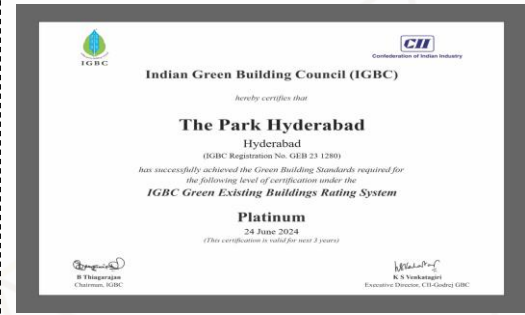 IGBC
CII
Confederation of Indian Industry
Indian Green Building Council (IGBC)
hereby certifies that
The Park Hyderabad
Hyderabad
(IGBC Registration No. GEB 23 1280)
has successfully achieved the Green Building Standards required for
the following level of certification under the
IGBC Green Existing Buildings Rating System
Platinum
24 June 2024
(This certification is valid for next 3 years)
B Thiagarajan
Chairman, IGBC
K S Venkatagiri
Executive Director, CII-Godrej GBC